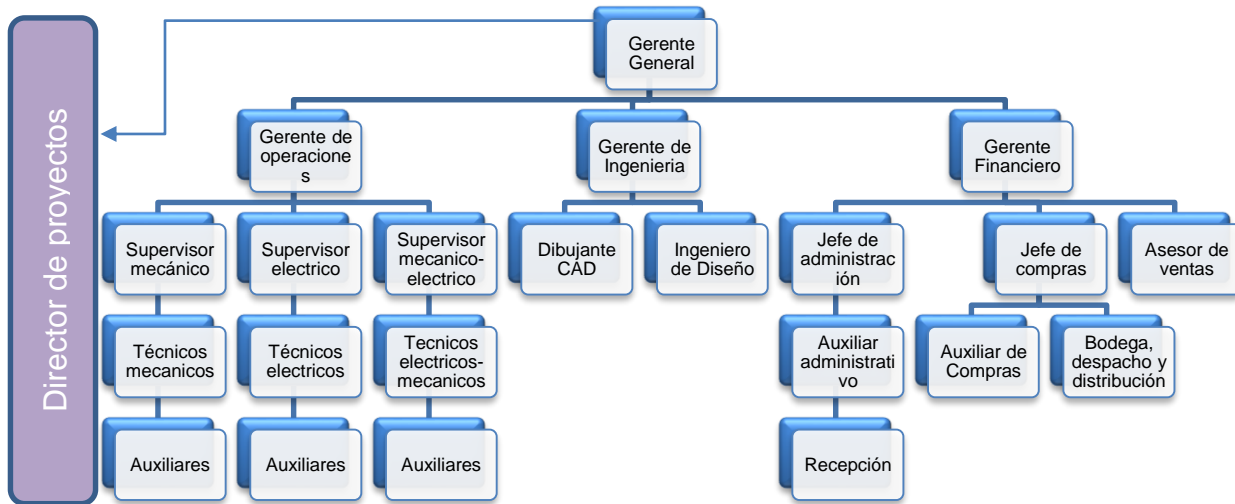 Director de proyectos
Gerente
General
Gerente de
operacione
s
Gerente de
Ingenieria
Gerente
Financiero
Supervisor
mecánico
Supervisor
electrico
Supervisor
mecanico-
electrico
Dibujante
CAD
Ingeniero
de Diseño
Jefe de
administrac
ión
Jefe de
compras
Asesor de
ventas
Técnicos
mecanicos
Técnicos
electricos
Tecnicos
electricos-
mecanicos
Auxiliar
administrati
vo
Auxiliar de
Compras
Bodega,
despacho y
distribución
Auxiliares
Auxiliares
Auxiliares
Recepción